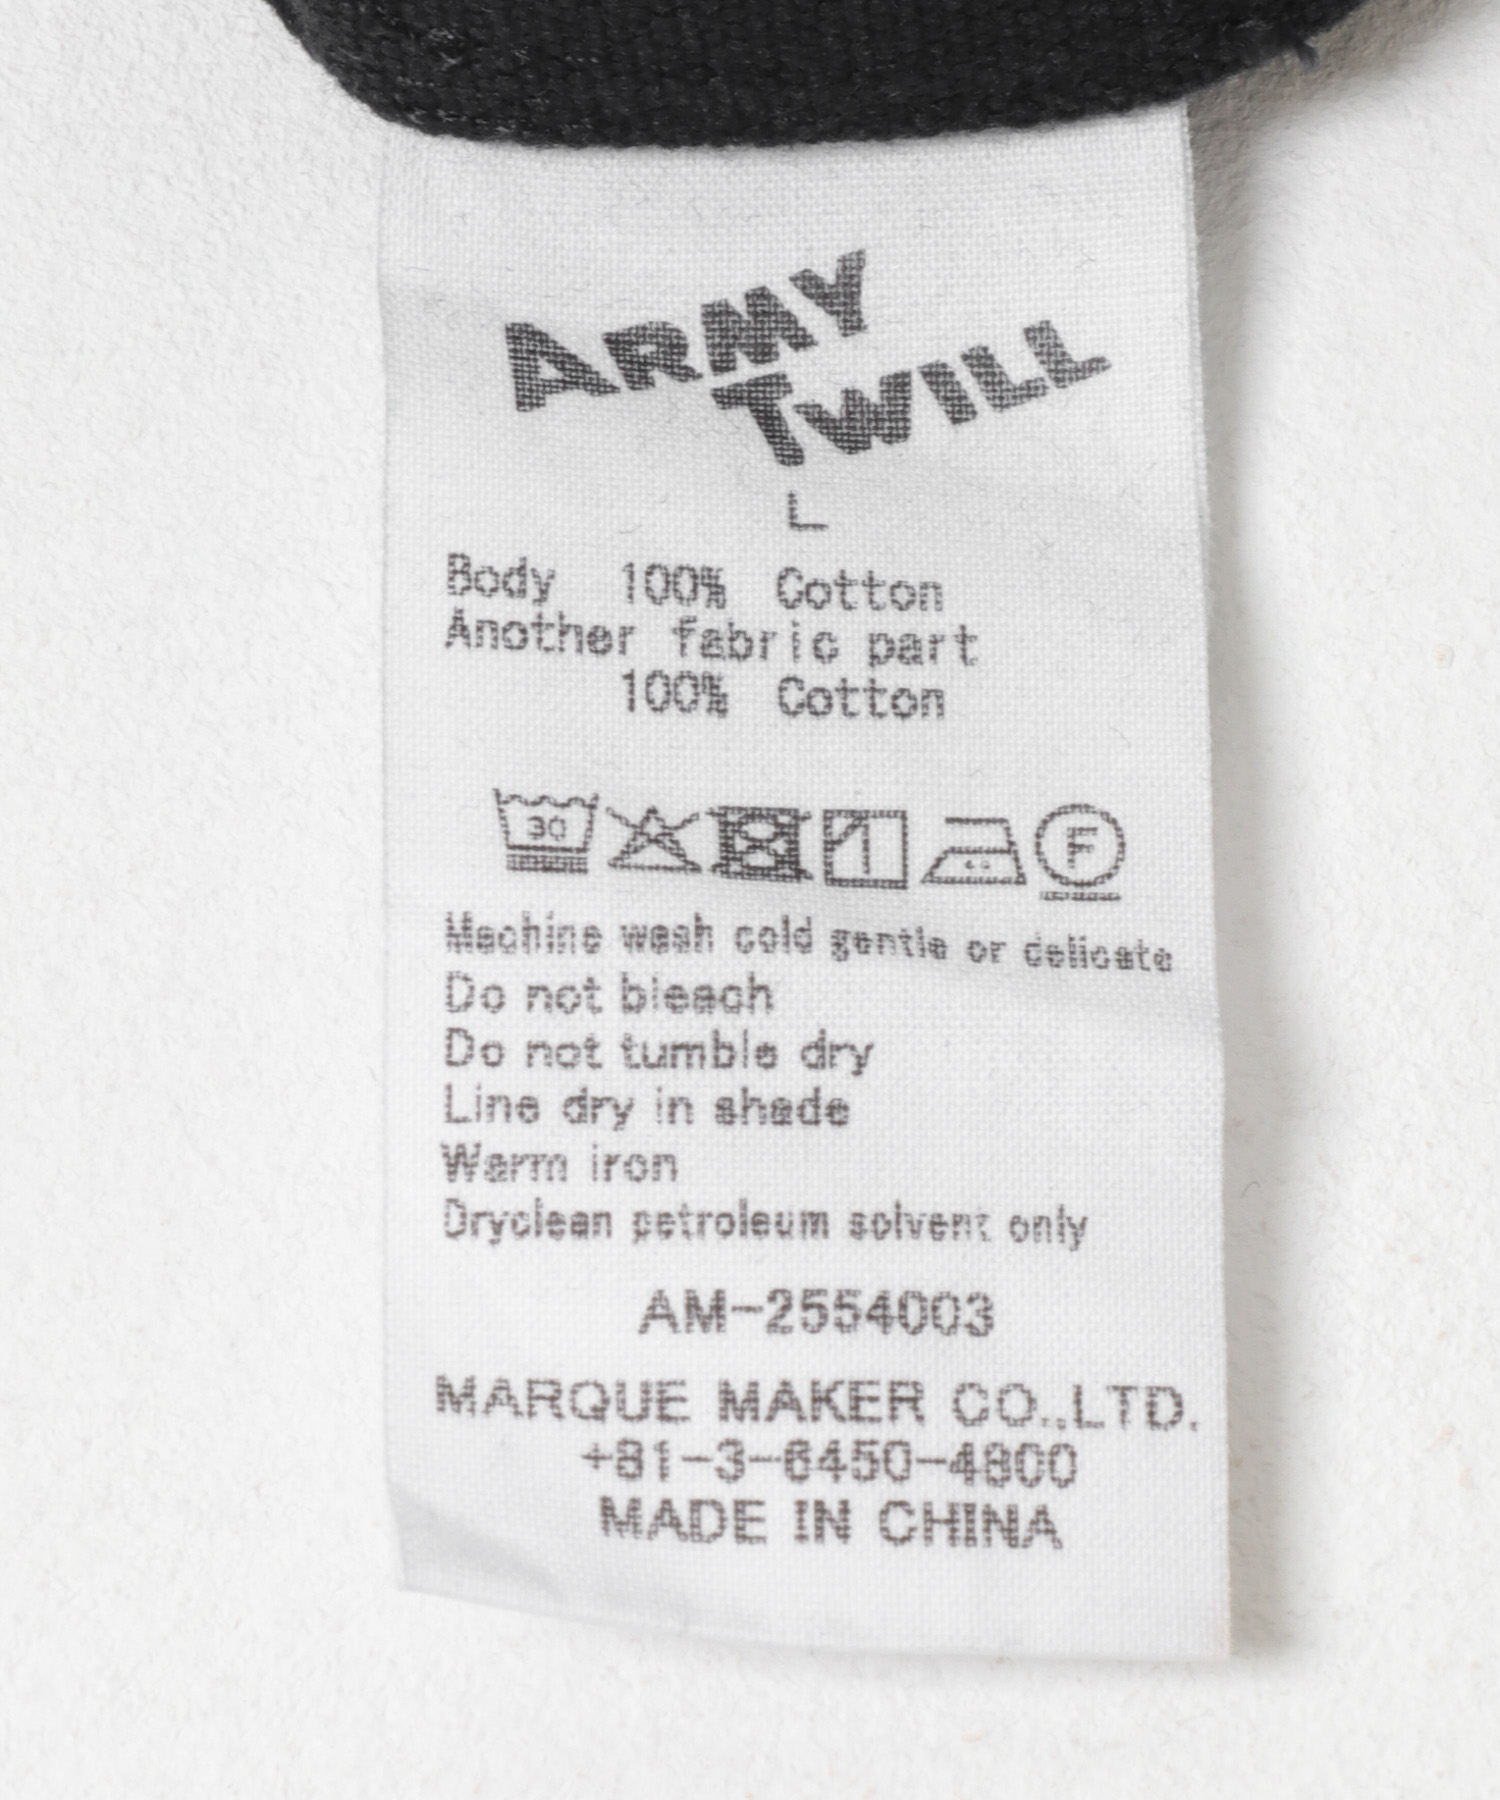 ARMY
TWILL
L
Body 100% Cotton
Another fabric part
100% Cotton
30 F
Machine wash cold gentle or delicate
Do not bleach
Do not tumble dry
Line dry in shade
Warm iron
Dryclean petroleum solvent only
AM-2554003
MARQUE MAKER CO.,LTD.
+81-3-6450-4800
MADE IN CHINA